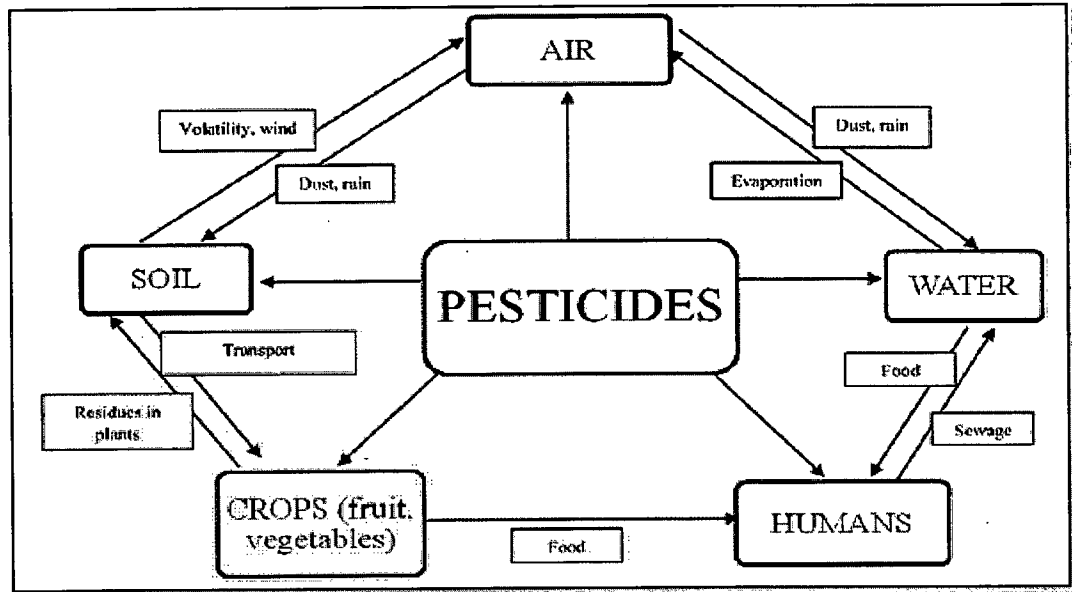 AIR
Volatility, wind
Dust, rain
Dust, rain
Evaporation
SOIL
PESTICIDES
WATER
Transport
Food
Residues in
plants
Sewage
CROPS (fruit,
vegetables)
HUMANS
Food